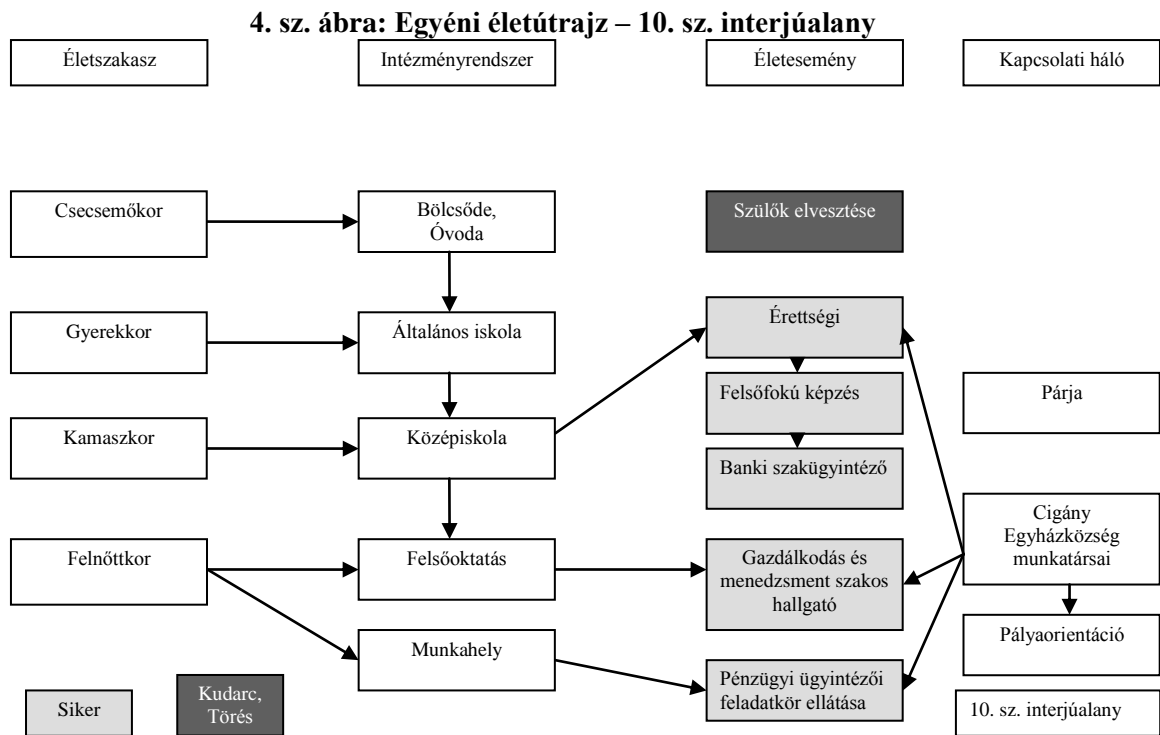 4. sz. ábra: Egyéni életútrajz – 10. sz. interjúalany
Életszakasz
Intézményrendszer
Életesemény
Kapcsolati háló
Csecsemőkor
Bölcsőde,
Óvoda
Szülők elvesztése
Gyerekkor
Általános iskola
Érettségi
Felsőfokú képzés
Párja
Kamaszkor
Középiskola
Banki szakügyintéző
Cigány
Egyházközség
munkatársai
Felnőttkor
Felsőoktatás
Gazdálkodás és
menedzsment szakos
hallgató
Pályaorientáció
Munkahely
Pénzügyi ügyintézői
feladatkör ellátása
Siker
Kudarc,
Törés
10. sz. interjúalany